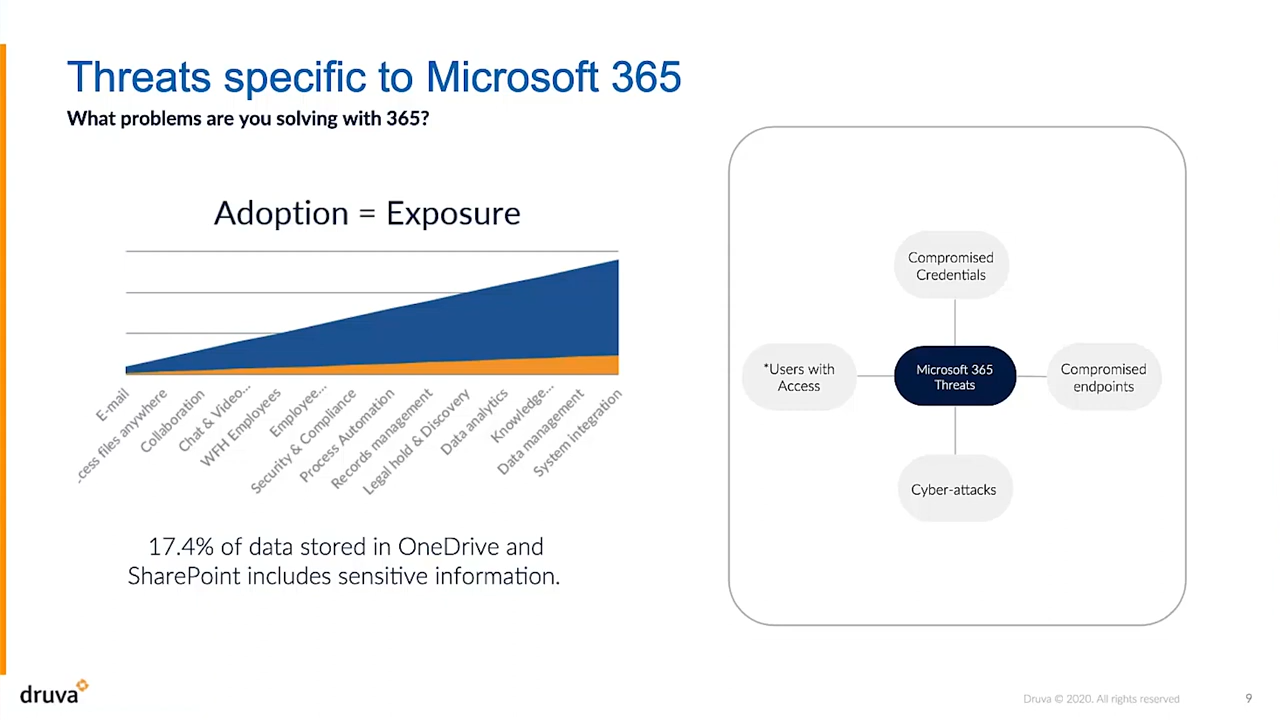 Threats specific to Microsoft 365
What problems are you solving with 365?
Adoption = Exposure
E-mail
...cess files anywhere
Collaboration
Chat & Video...
WFH Employees
Employee...
Security & Compliance
Process Automation
Records management
Legal hold & Discovery
Data analytics
Knowledge...
Data management
System integration
17.4% of data stored in OneDrive and
SharePoint includes sensitive information.
Compromised
Credentials
*Users with
Access
Microsoft 365
Threats
Compromised
endpoints
Cyber-attacks
druva
Druva © 2020. All rights reserved
9